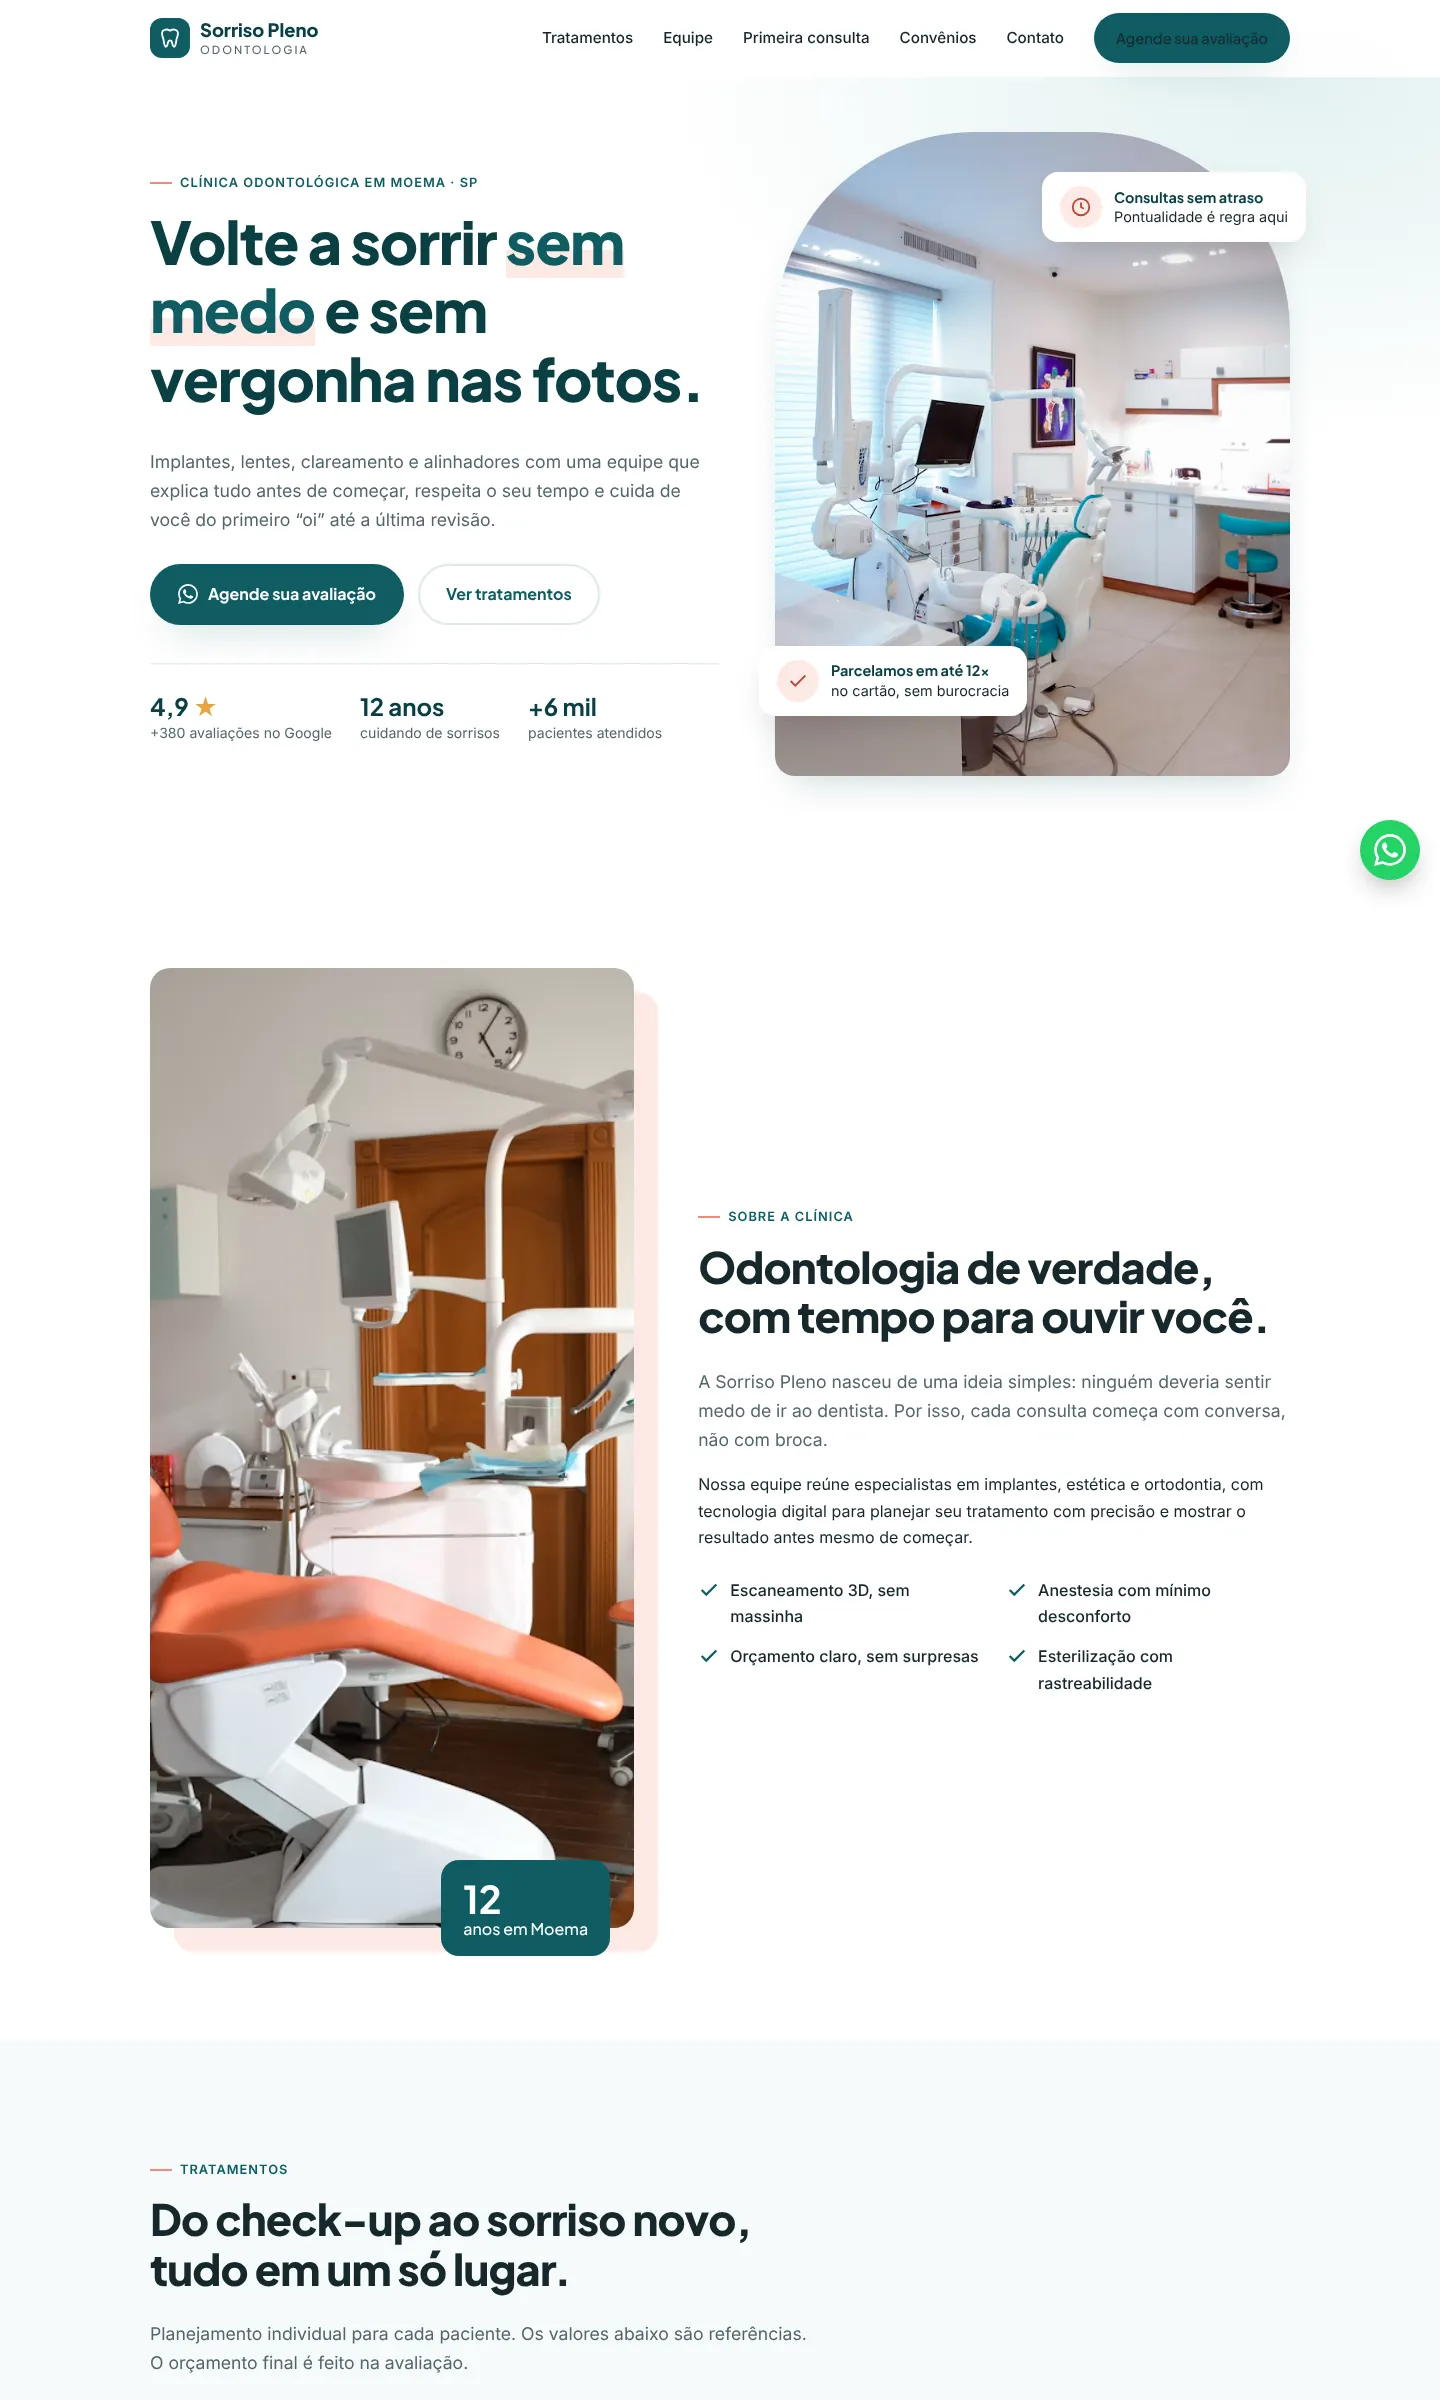 Sorriso Pleno
ODONTOLOGIA
Tratamentos
Equipe
Primeira consulta
Convênios
Contato
Agende sua avaliação
CLÍNICA ODONTOLÓGICA EM MOEMA · SP
Volte a sorrir sem
medo e sem
vergonha nas fotos.
Implantes, lentes, clareamento e alinhadores com uma equipe que
explica tudo antes de começar, respeita o seu tempo e cuida de
você do primeiro “oi” até a última revisão.
Agende sua avaliação
Ver tratamentos
4,9 ★
+380 avaliações no Google
12 anos
cuidando de sorrisos
+6 mil
pacientes atendidos
Consultas sem atraso
Pontualidade é regra aqui
Parcelamos em até 12×
no cartão, sem burocracia
12
anos em Moema
SOBRE A CLÍNICA
Odontologia de verdade,
com tempo para ouvir você.
A Sorriso Pleno nasceu de uma ideia simples: ninguém deveria sentir
medo de ir ao dentista. Por isso, cada consulta começa com conversa,
não com broca.
Nossa equipe reúne especialistas em implantes, estética e ortodontia, com
tecnologia digital para planejar seu tratamento com precisão e mostrar o
resultado antes mesmo de começar.
Escaneamento 3D, sem
massinha
Anestesia com mínimo
desconforto
Orçamento claro, sem surpresas
Esterilização com
rastreabilidade
TRATAMENTOS
Do check-up ao sorriso novo,
tudo em um só lugar.
Planejamento individual para cada paciente. Os valores abaixo são referências.
O orçamento final é feito na avaliação.